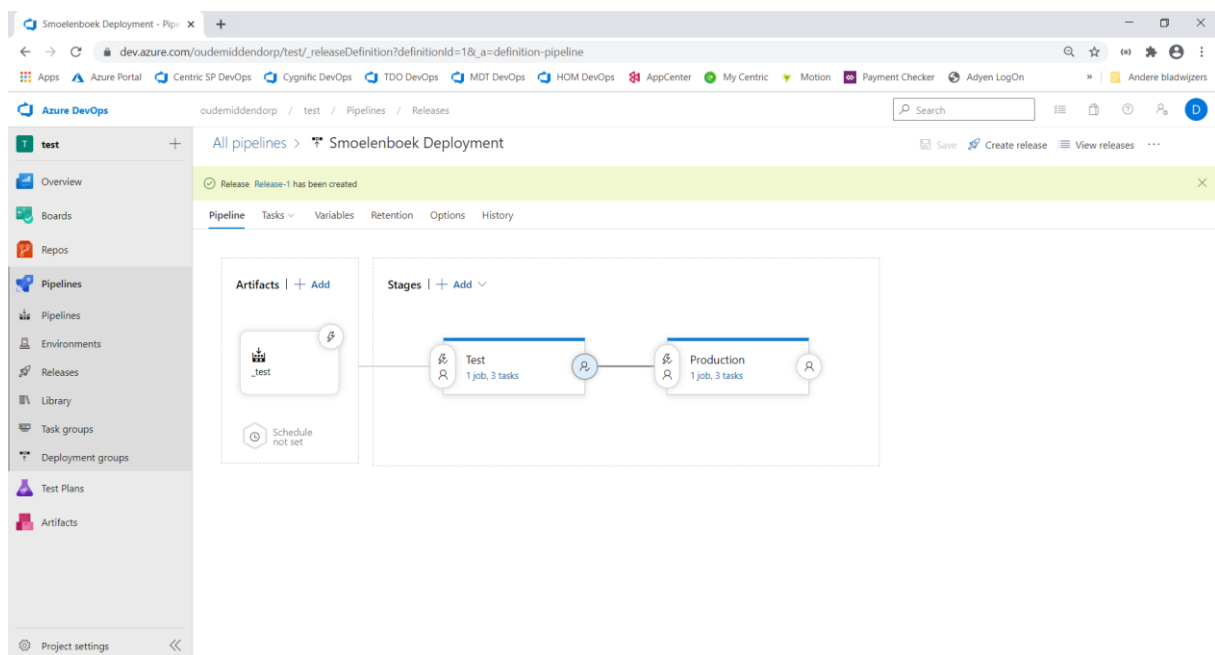 Smoelenboek Deployment - Pip
dev.azure.com/oudemiddendorp/test/_releaseDefinition?definitionId=1&_a=definition-pipeline
Apps Azure Portal Centric SP DevOps Cygnific DevOps TDO DevOps MDT DevOps HOM DevOps AppCenter My Centric Motion Payment Checker Adyen LogOn » Andere bladwijzers
Azure DevOps
oudemiddendorp / test / Pipelines / Releases
Search
D
T test
All pipelines > Smoelenboek Deployment
Save Create release View releases ...
Overview
Release Release-1 has been created
Boards
Pipeline Tasks Variables Retention Options History
Repos
Pipelines
Artifacts | + Add
Stages | + Add
Pipelines
Environments
Releases
Library
Task groups
Deployment groups
Test Plans
Artifacts
_test
Schedule
not set
Test
1 job, 3 tasks
Production
1 job, 3 tasks
Project settings